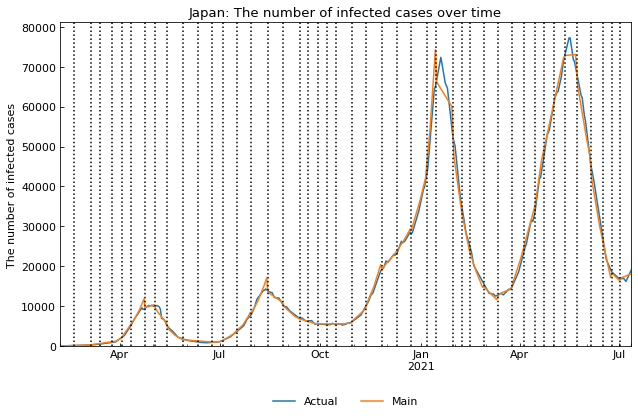 Japan: The number of infected cases over time
80000
70000
60000
50000
40000
30000
20000
10000
0
The number of infected cases
Apr
Jul
Oct
Jan
2021
Apr
Jul
Actual
Main